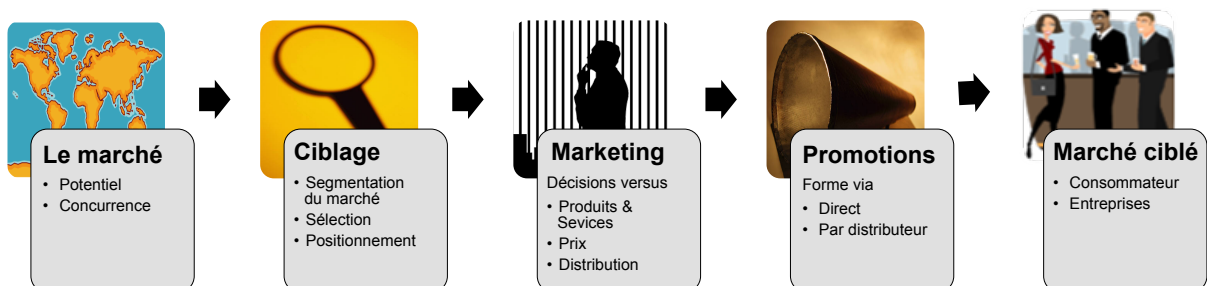 Le marché
• Potentiel
• Concurrence
Ciblage
• Segmentation
du marché
• Sélection
• Positionnement
Marketing
Décisions versus
• Produits &
Sevices
• Prix
• Distribution
Promotions
Forme via
• Direct
• Par distributeur
Marché ciblé
• Consommateur
• Entreprises